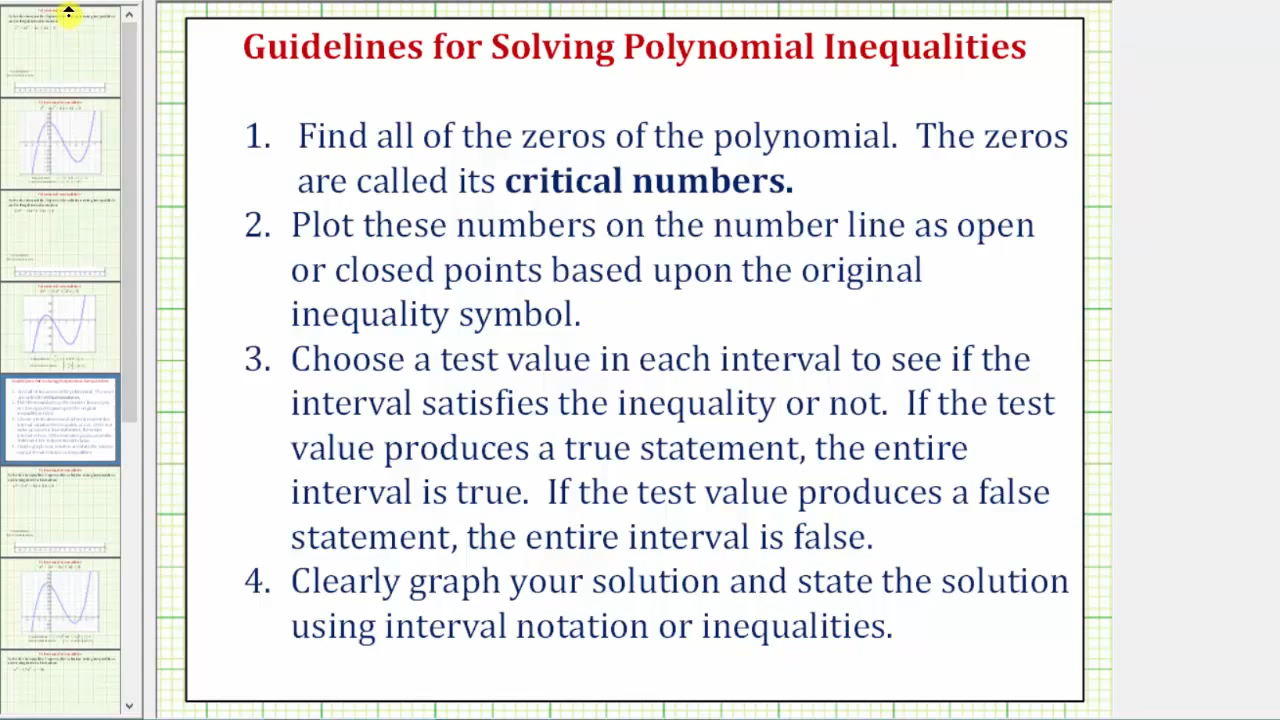 Guidelines for Solving Polynomial Inequalities
1. Find all of the zeros of the polynomial. The zeros
are called its critical numbers.
2. Plot these numbers on the number line as open
or closed points based upon the original
inequality symbol.
3. Choose a test value in each interval to see if the
interval satisfies the inequality or not. If the test
value produces a true statement, the entire
interval is true. If the test value produces a false
statement, the entire interval is false.
4. Clearly graph your solution and state the solution
using interval notation or inequalities.